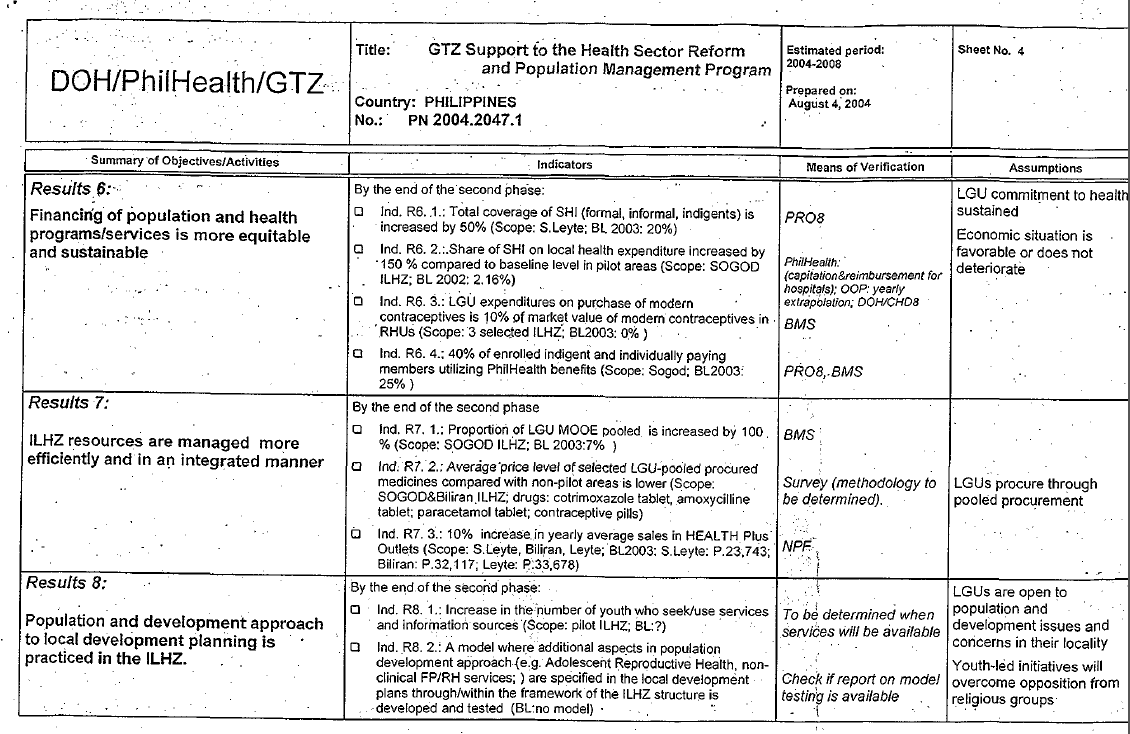 DOH/PhilHealth/GTZ
Title: GTZ Support to the Health Sector Reform
and Population Management Program
Country: PHILIPPINES
No.: PN 2004.2047.1
Estimated period:
2004-2008
Prepared on:
August 4, 2004
Sheet No. 4
Summary of Objectives/Activities
Indicators
Means of Verification
Assumptions
Results 6:
Financing of population and health
programs/services is more equitable
and sustainable
By the end of the second phase:
Ind. R6. 1.: Total coverage of SHI (formal, informal, indigents) is
increased by 50% (Scope: S.Leyte; BL 2003: 20%)
Ind. R6. 2.: Share of SHI on local health expenditure increased by
150 % compared to baseline level in pilot areas (Scope: SOGOD
ILHZ; BL 2002: 2.16%)
Ind. R6. 3.: LGU expenditures on purchase of modern
contraceptives is 10% of market value of modern contraceptives in
RHUs (Scope: 3 selected ILHZ; BL2003: 0% )
Ind. R6. 4.: 40% of enrolled indigent and individually paying
members utilizing PhilHealth benefits (Scope: Sogod; BL2003:
25% )
PRO8
PhilHealth:
(capitation&reimbursement for
hospitals); OOP: yearly
extrapolation; DOH/CHD8
BMS
PRO8, BMS
LGU commitment to health
sustained
Economic situation is
favorable or does not
deteriorate
Results 7:
ILHZ resources are managed more
efficiently and in an integrated manner
By the end of the second phase
Ind. R7. 1.: Proportion of LGU MOOE pooled is increased by 100
% (Scope: SOGOD ILHZ; BL 2003:7% )
Ind. R7. 2.: Average price level of selected LGU-pooled procured
medicines compared with non-pilot areas is lower (Scope:
SOGOD&Biliran ILHZ; drugs: cotrimoxazole tablet, amoxycilline
tablet; paracetamol tablet; contraceptive pills)
Ind. R7. 3.: 10% increase in yearly average sales in HEALTH Plus
Outlets (Scope: S.Leyte, Biliran, Leyte; BL2003: S.Leyte: P.23,743;
Biliran: P.32,117; Leyte: P.33,678)
BMS
Survey (methodology to
be determined).
NPF
LGUs procure through
pooled procurement
Results 8:
Population and development approach
to local development planning is
practiced in the ILHZ.
By the end of the second phase:
Ind. R8. 1.: Increase in the number of youth who seek/use services
and information sources (Scope: pilot ILHZ; BL:?)
Ind. R8. 2.: A model where additional aspects in population
development approach (e.g. Adolescent Reproductive Health, non-
clinical FP/RH services; ) are specified in the local development
plans through/within the framework of the ILHZ structure is
developed and tested (BL:no model)
To be determined when
services will be available
Check if report on model
testing is available
LGUs are open to
population and
development issues and
concerns in their locality
Youth-led initiatives will
overcome opposition from
religious groups